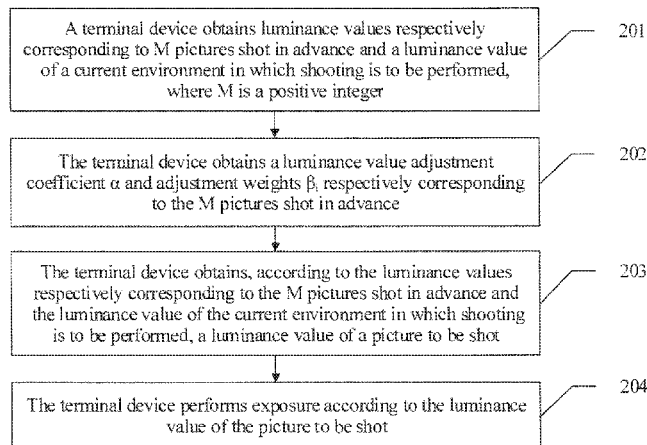 A terminal device obtains luminance values respectively
corresponding to M pictures shot in advance and a luminance value
of a current environment in which shooting is to be performed,
where M is a positive integer
201
The terminal device obtains a luminance value adjustment
coefficient α and adjustment weights βi respectively corresponding
to the M pictures shot in advance
202
The terminal device obtains, according to the luminance values
respectively corresponding to the M pictures shot in advance and
the luminance value of the current environment in which shooting
is to be performed, a luminance value of a picture to be shot
203
The terminal device performs exposure according to the luminance
value of the picture to be shot
204